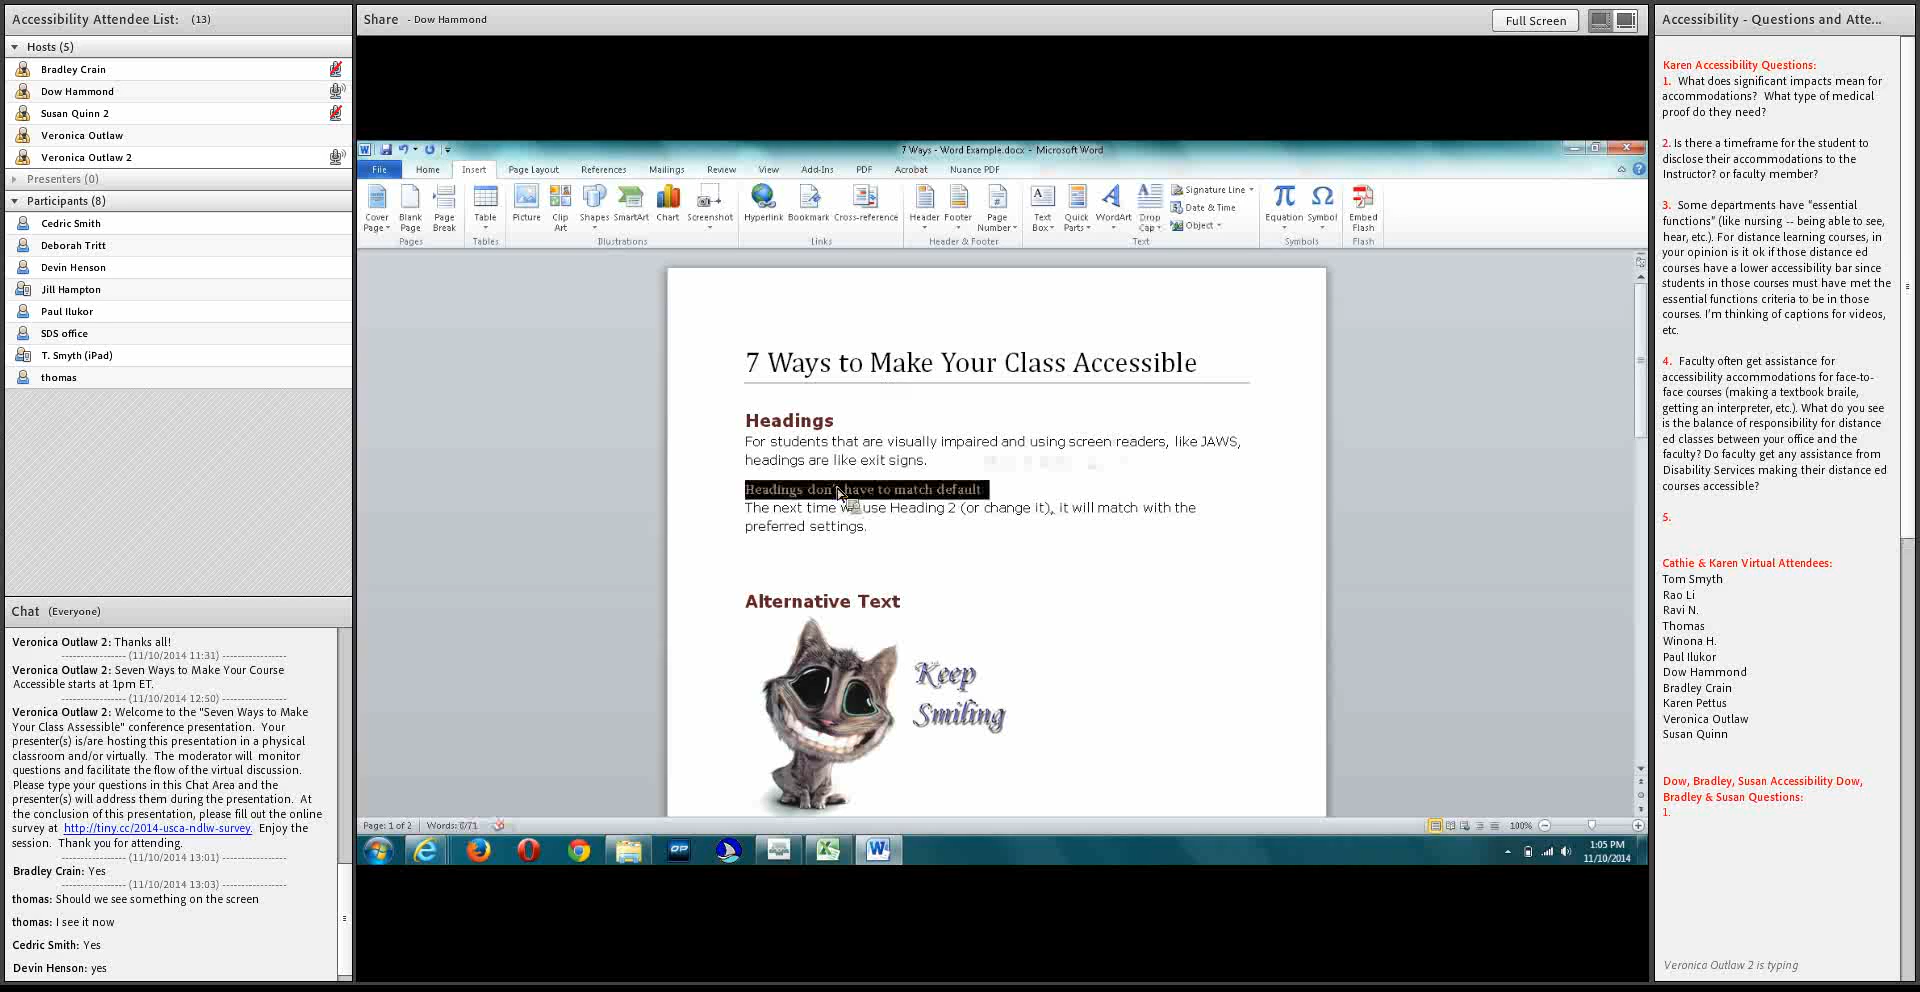 Accessibility Attendee List: (13)
Hosts (5)
Bradley Crain
Dow Hammond
Susan Quinn 2
Veronica Outlaw
Veronica Outlaw 2
Presenters (0)
Participants (8)
Cedric Smith
Deborah Tritt
Devin Henson
Jill Hampton
Paul Ilukor
SDS office
T. Smyth (iPad)
thomas
Chat (Everyone)
Veronica Outlaw 2: Thanks all!
------------------ (11/10/2014 11:31) ------------------
Veronica Outlaw 2: Seven Ways to Make Your Course
Accessible starts at 1pm ET.
------------------ (11/10/2014 12:50) ------------------
Veronica Outlaw 2: Welcome to the "Seven Ways to Make
Your Class Assessible" conference presentation. Your
presenter(s) is/are hosting this presentation in a physical
classroom and/or virtually. The moderator will monitor
questions and facilitate the flow of the virtual discussion.
Please type your questions in this Chat Area and the
presenter(s) will address them during the presentation. At
the conclusion of this presentation, please fill out the online
survey at http://tiny.cc/2014-usca-ndlw-survey. Enjoy the
session. Thank you for attending.
------------------ (11/10/2014 13:01) ------------------
Bradley Crain: Yes
------------------ (11/10/2014 13:03) ------------------
thomas: Should we see something on the screen
thomas: I see it now
Cedric Smith: Yes
Devin Henson: yes
Share - Dow Hammond
Full Screen
7 Ways - Word Example.docx - Microsoft Word
File Home Insert Page Layout References Mailings Review View Add-Ins PDF Acrobat Nuance PDF
Cover Page
Blank Page
Page Break
Table
Picture
Clip Art
Shapes
SmartArt
Chart
Screenshot
Hyperlink
Bookmark
Cross-reference
Header
Footer
Page Number
Text Box
Quick Parts
WordArt
Drop Cap
Signature Line
Date & Time
Object
Equation
Symbol
Embed Flash
Pages Tables Illustrations Links Header & Footer Text Symbols Flash
7 Ways to Make Your Class Accessible
Headings
For students that are visually impaired and using screen readers, like JAWS,
headings are like exit signs.
Headings don't have to match default
The next time we use Heading 2 (or change it), it will match with the
preferred settings.
Alternative Text
Keep
Smiling
Page: 1 of 2 Words: 6/71
100%
1:05 PM
11/10/2014
Accessibility - Questions and Atte...
Karen Accessibility Questions:
1. What does significant impacts mean for
accommodations? What type of medical
proof do they need?
2. Is there a timeframe for the student to
disclose their accommodations to the
Instructor? or faculty member?
3. Some departments have "essential
functions" (like nursing -- being able to see,
hear, etc.). For distance learning courses, in
your opinion is it ok if those distance ed
courses have a lower accessibility bar since
students in those courses must have met the
essential functions criteria to be in those
courses. I'm thinking of captions for videos,
etc.
4. Faculty often get assistance for
accessibility accommodations for face-to-
face courses (making a textbook braile,
getting an interpreter, etc.). What do you see
is the balance of responsibility for distance
ed classes between your office and the
faculty? Do faculty get any assistance from
Disability Services making their distance ed
courses accessible?
5.
Cathie & Karen Virtual Attendees:
Tom Smyth
Rao Li
Ravi N.
Thomas
Winona H.
Paul Ilukor
Dow Hammond
Bradley Crain
Karen Pettus
Veronica Outlaw
Susan Quinn
Dow, Bradley, Susan Accessibility Dow,
Bradley & Susan Questions:
1.
Veronica Outlaw 2 is typing